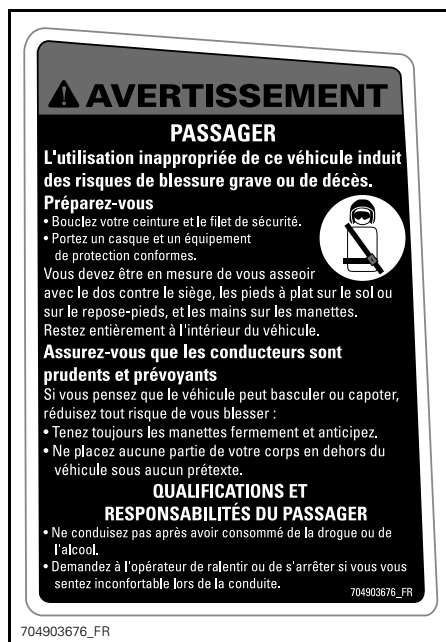 AVERTISSEMENT
PASSAGER
L'utilisation inappropriée de ce véhicule induit
des risques de blessure grave ou de décès.
Préparez-vous
• Bouclez votre ceinture et le filet de sécurité.
• Portez un casque et un équipement
de protection conformes.
Vous devez être en mesure de vous asseoir
avec le dos contre le siège, les pieds à plat sur le sol ou
sur le repose-pieds, et les mains sur les manettes.
Restez entièrement à l'intérieur du véhicule.
Assurez-vous que les conducteurs sont
prudents et prévoyants
Si vous pensez que le véhicule peut basculer ou capoter,
réduisez tout risque de vous blesser :
• Tenez toujours les manettes fermement et anticipez.
• Ne placez aucune partie de votre corps en dehors du
véhicule sous aucun prétexte.
QUALIFICATIONS ET
RESPONSABILITÉS DU PASSAGER
• Ne conduisez pas après avoir consommé de la drogue ou de
l'alcool.
• Demandez à l'opérateur de ralentir ou de s'arrêter si vous vous
sentez inconfortable lors de la conduite.
704903676_FR
704903676_FR